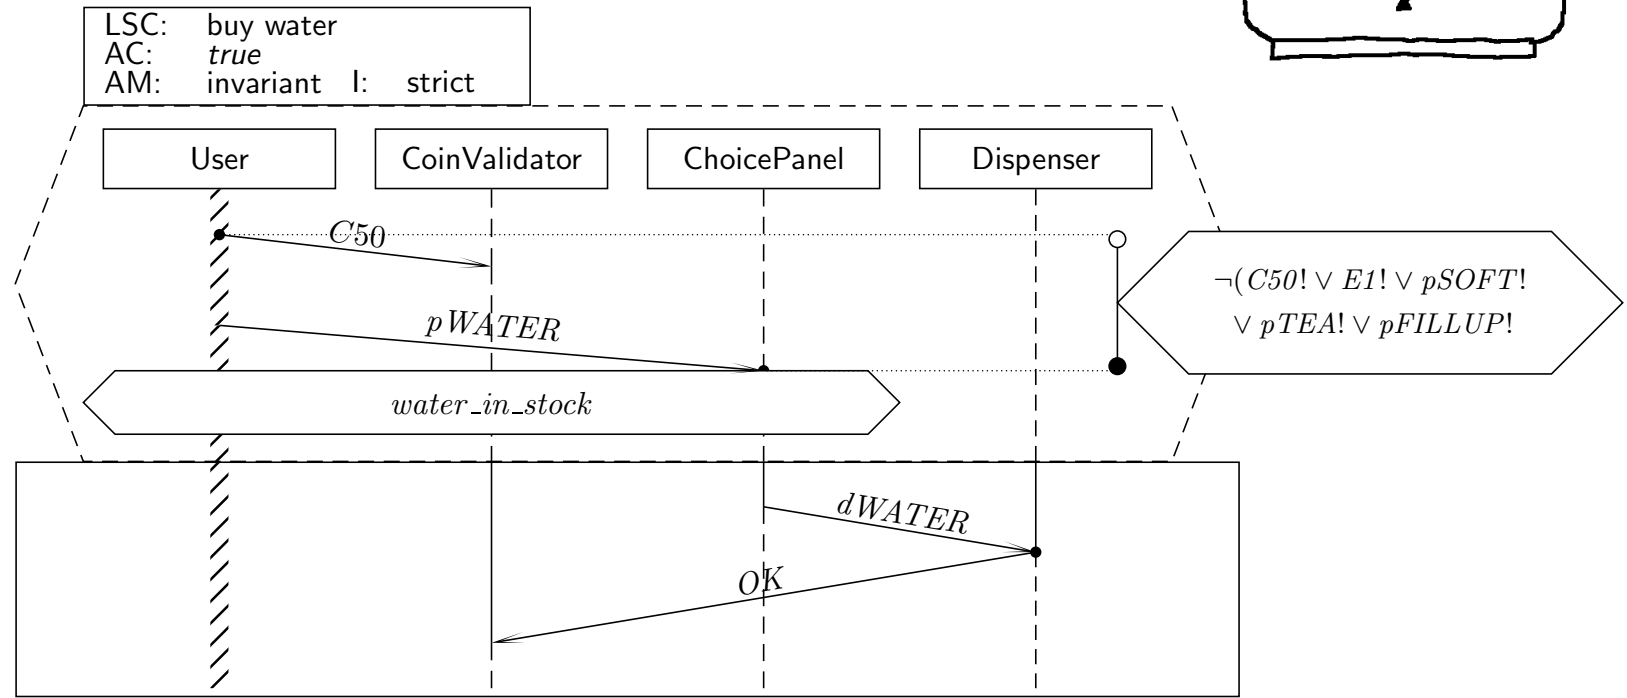 LSC: buy water
AC: true
AM: invariant I: strict
User
CoinValidator
ChoicePanel
Dispenser
C50
¬(C50! ∨ E1! ∨ pSOFT!
∨ pTEA! ∨ pFILLUP!
pWATER
water_in_stock
dWATER
OK